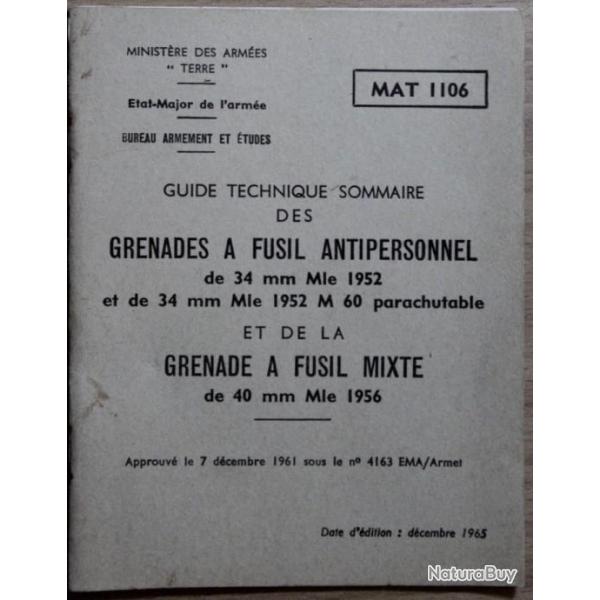 MINISTÈRE DES ARMÉES
" TERRE "
Etat-Major de l'armée
BUREAU ARMEMENT ET ÉTUDES
MAT 1106
GUIDE TECHNIQUE SOMMAIRE
DES
GRENADES A FUSIL ANTIPERSONNEL
de 34 mm Mle 1952
et de 34 mm Mle 1952 M 60 parachutable
ET DE LA
GRENADE A FUSIL MIXTE
de 40 mm Mle 1956
Approuvé le 7 décembre 1961 sous le nº 4163 EMA/Armet
Date d'édition : décembre 1965
NaturaBuy